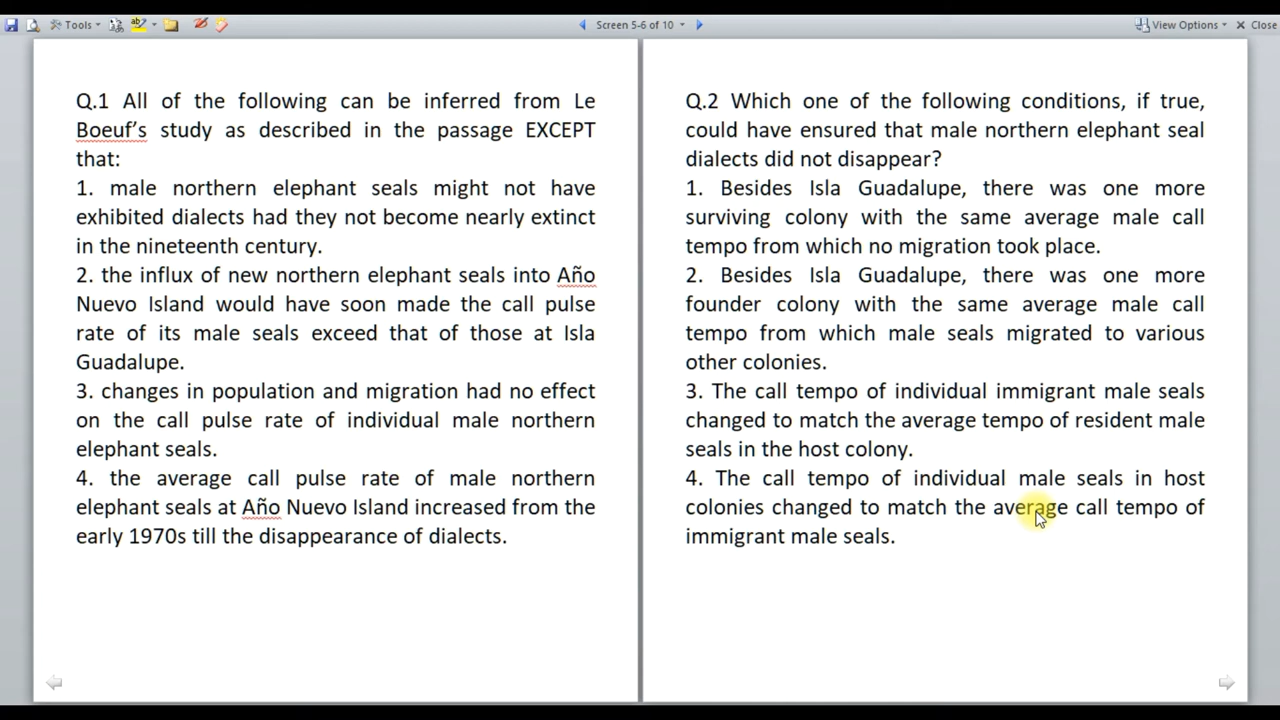 Tools
Screen 5-6 of 10
View Options
Close
Q.1 All of the following can be inferred from Le
Boeuf's study as described in the passage EXCEPT
that:
1. male northern elephant seals might not have
exhibited dialects had they not become nearly extinct
in the nineteenth century.
2. the influx of new northern elephant seals into Año
Nuevo Island would have soon made the call pulse
rate of its male seals exceed that of those at Isla
Guadalupe.
3. changes in population and migration had no effect
on the call pulse rate of individual male northern
elephant seals.
4. the average call pulse rate of male northern
elephant seals at Año Nuevo Island increased from the
early 1970s till the disappearance of dialects.
Q.2 Which one of the following conditions, if true,
could have ensured that male northern elephant seal
dialects did not disappear?
1. Besides Isla Guadalupe, there was one more
surviving colony with the same average male call
tempo from which no migration took place.
2. Besides Isla Guadalupe, there was one more
founder colony with the same average male call
tempo from which male seals migrated to various
other colonies.
3. The call tempo of individual immigrant male seals
changed to match the average tempo of resident male
seals in the host colony.
4. The call tempo of individual male seals in host
colonies changed to match the average call tempo of
immigrant male seals.